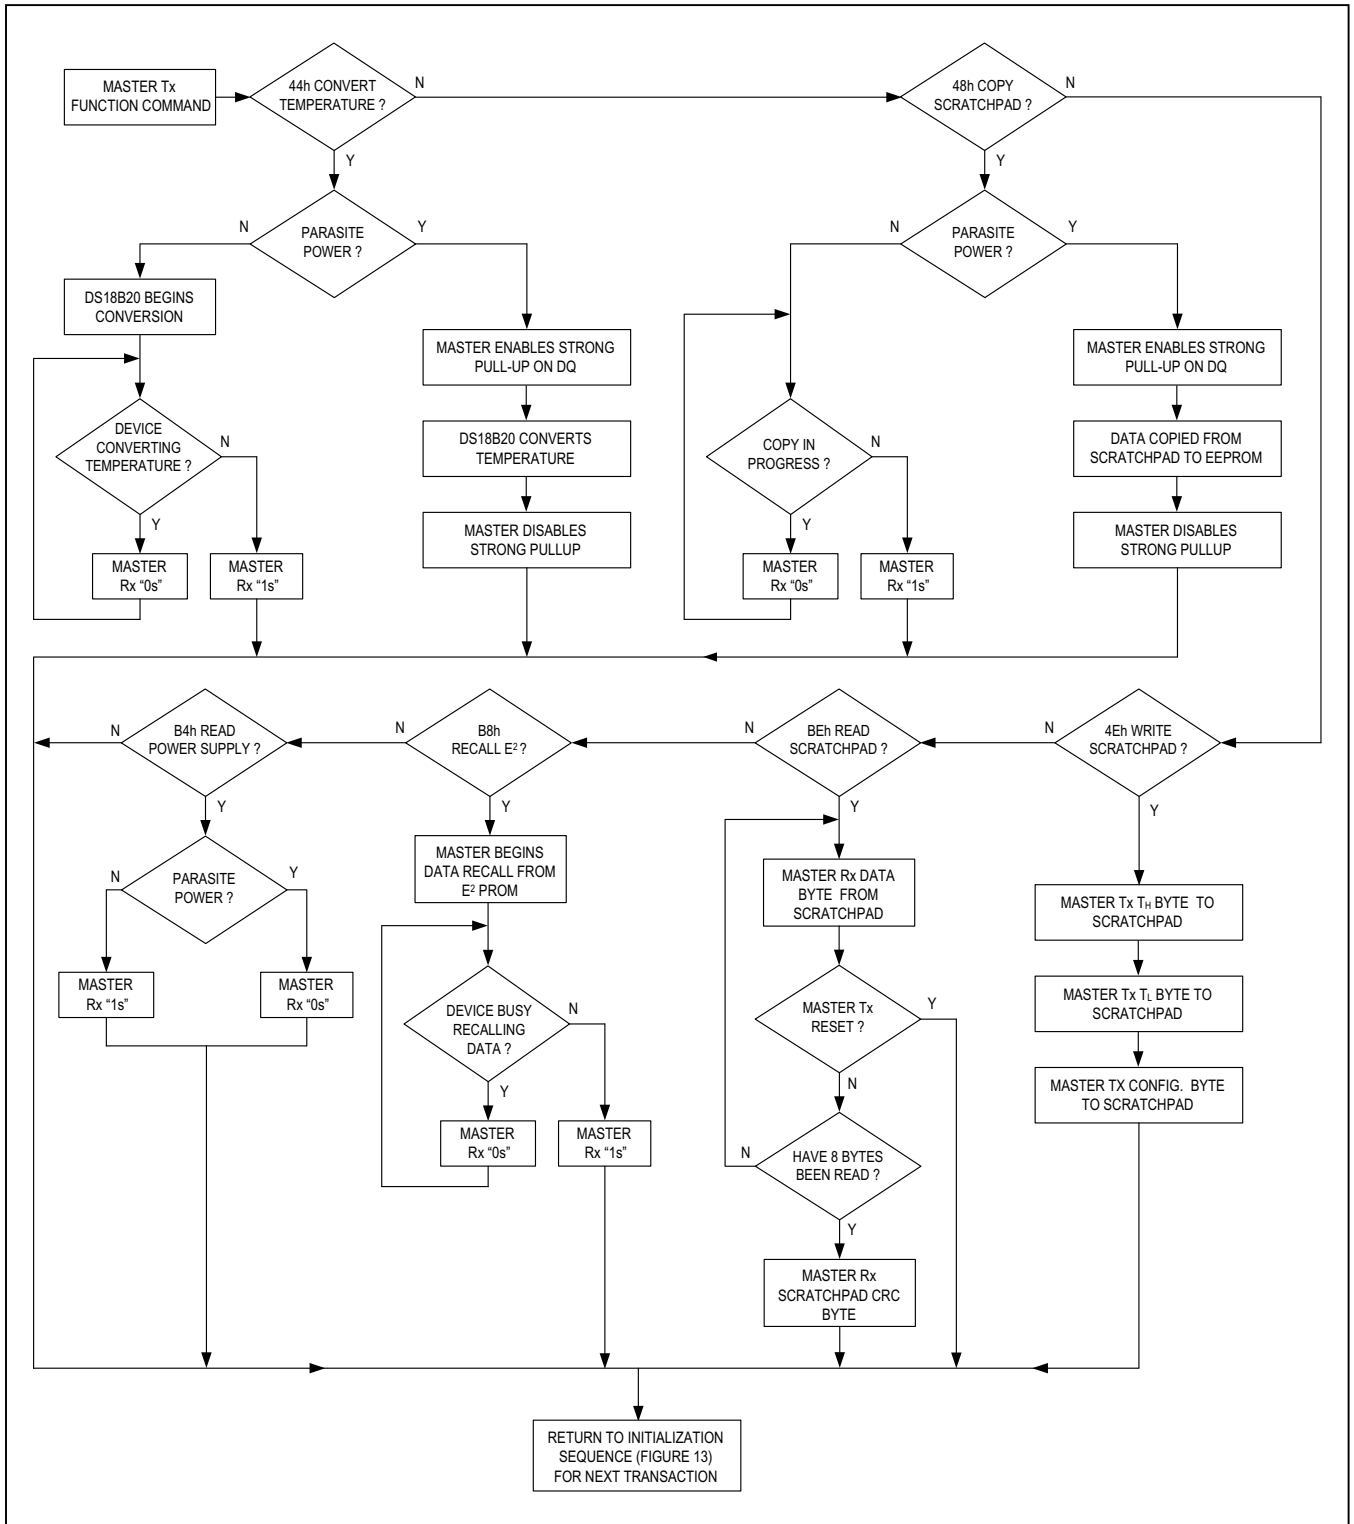 MASTER Tx
FUNCTION COMMAND
44h CONVERT
TEMPERATURE ?
N
Y
48h COPY
SCRATCHPAD ?
N
Y
PARASITE
POWER ?
N
Y
DS18B20 BEGINS
CONVERSION
DEVICE
CONVERTING
TEMPERATURE ?
N
Y
MASTER
Rx “0s”
MASTER
Rx “1s”
MASTER ENABLES STRONG
PULL-UP ON DQ
DS18B20 CONVERTS
TEMPERATURE
MASTER DISABLES
STRONG PULLUP
PARASITE
POWER ?
N
Y
COPY IN
PROGRESS ?
N
Y
MASTER
Rx “0s”
MASTER
Rx “1s”
MASTER ENABLES STRONG
PULL-UP ON DQ
DATA COPIED FROM
SCRATCHPAD TO EEPROM
MASTER DISABLES
STRONG PULLUP
B4h READ
POWER SUPPLY ?
N
Y
PARASITE
POWER ?
N
Y
MASTER
Rx “1s”
MASTER
Rx “0s”
B8h
RECALL E² ?
N
Y
MASTER BEGINS
DATA RECALL FROM
E² PROM
DEVICE BUSY
RECALLING
DATA ?
N
Y
MASTER
Rx “0s”
MASTER
Rx “1s”
BEh READ
SCRATCHPAD ?
N
Y
MASTER Rx DATA
BYTE FROM
SCRATCHPAD
MASTER Tx
RESET ?
Y
N
HAVE 8 BYTES
BEEN READ ?
N
Y
MASTER Rx
SCRATCHPAD CRC
BYTE
4Eh WRITE
SCRATCHPAD ?
N
Y
MASTER Tx TH BYTE TO
SCRATCHPAD
MASTER Tx TL BYTE TO
SCRATCHPAD
MASTER TX CONFIG. BYTE
TO SCRATCHPAD
RETURN TO INITIALIZATION
SEQUENCE (FIGURE 13)
FOR NEXT TRANSACTION